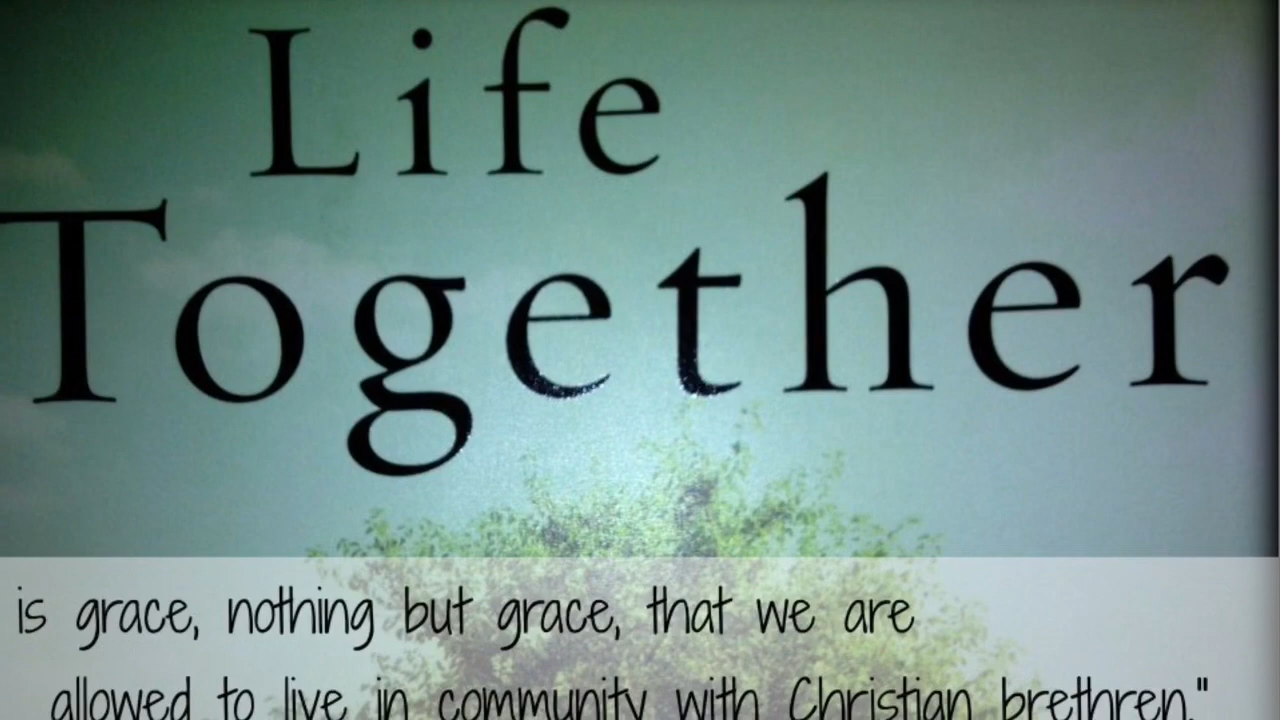 Life
Together
is grace, nothing but grace, that we are
allowed to live in community with Christian brethren."